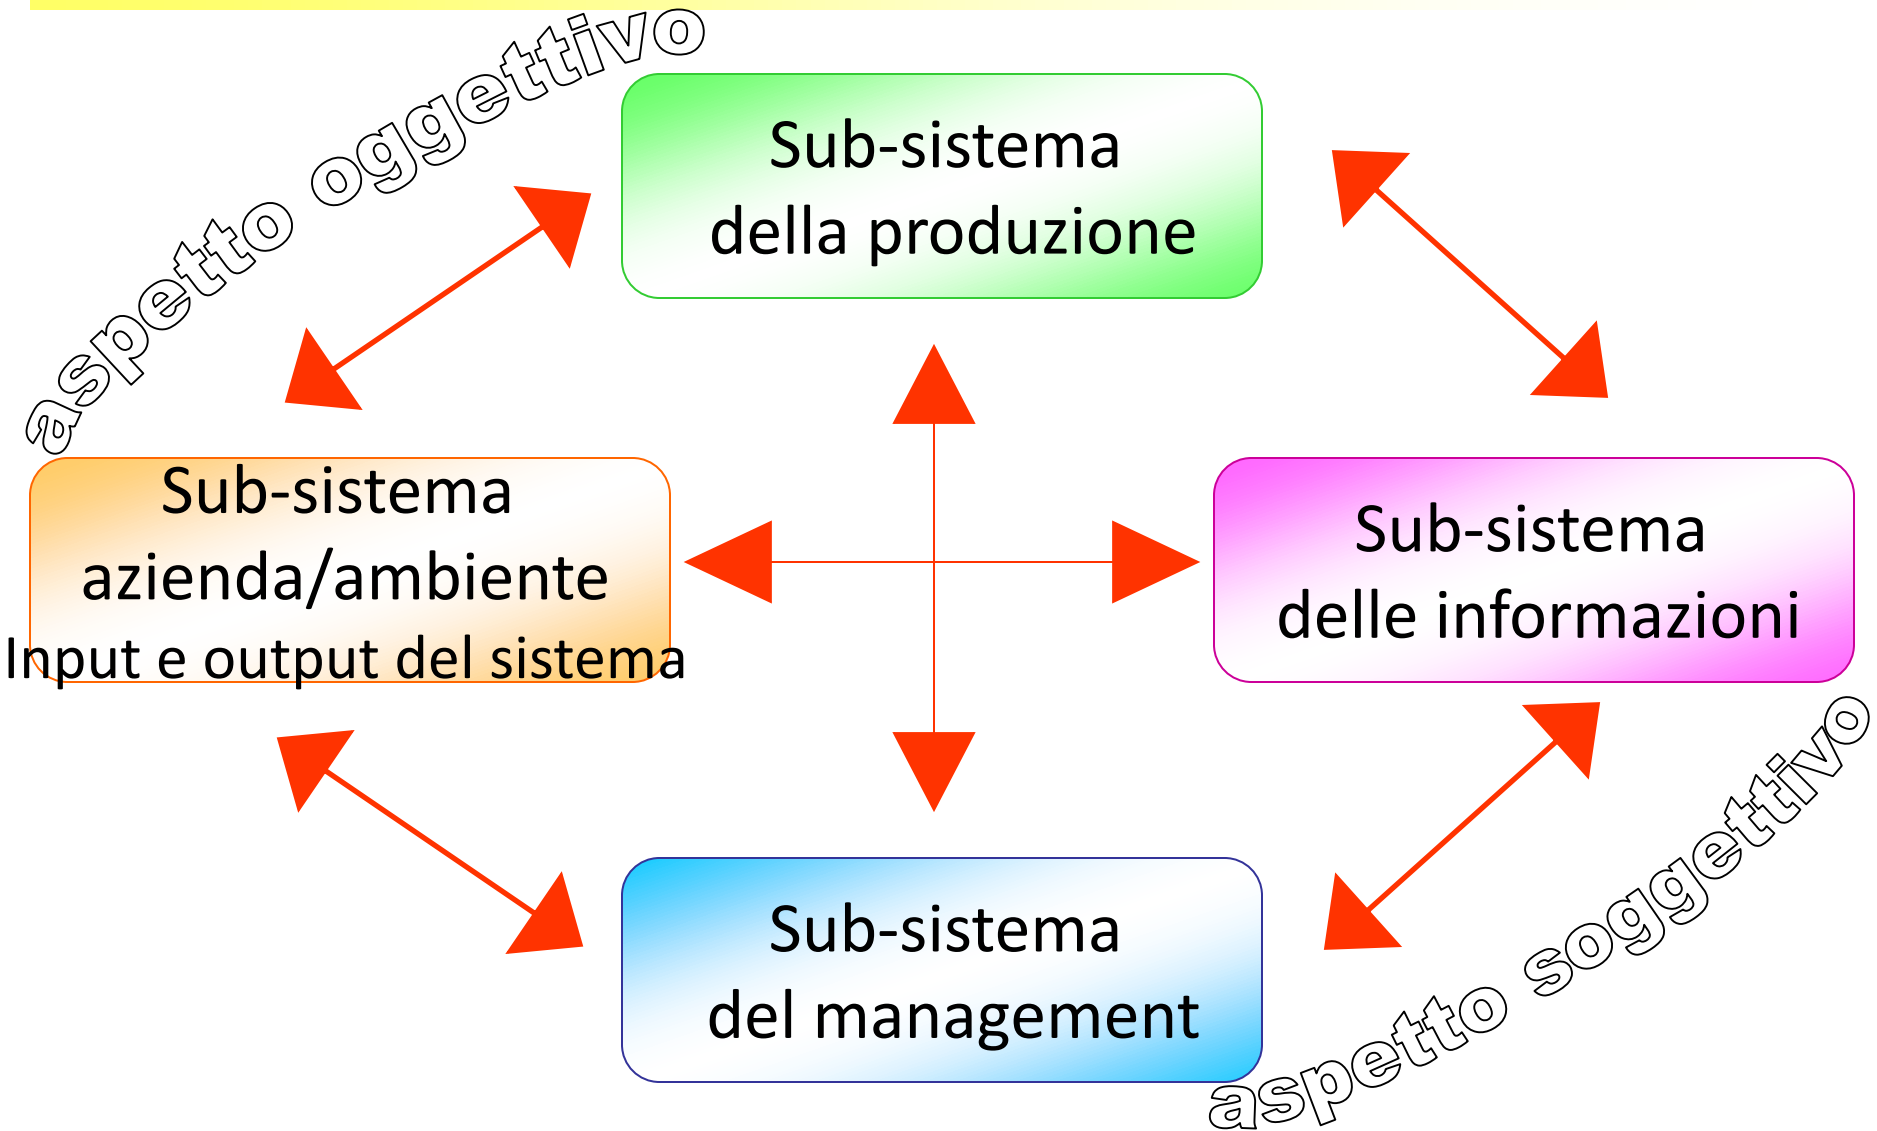 aspetto oggettivo
Sub-sistema
della produzione
Sub-sistema
azienda/ambiente
Input e output del sistema
Sub-sistema
delle informazioni
Sub-sistema
del management
aspetto soggettivo